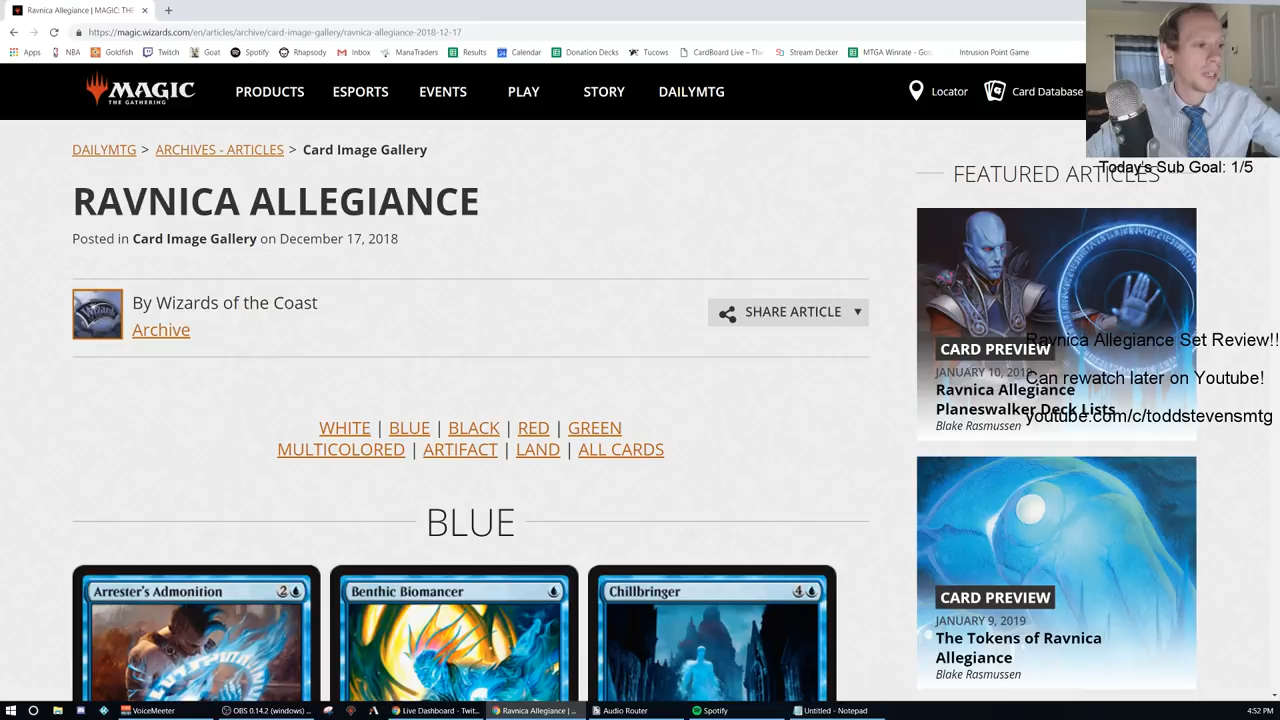 Ravnica Allegiance | MAGIC: THE
https://magic.wizards.com/en/articles/archive/card-image-gallery/ravnica-allegiance-2018-12-17
Apps NBA Goldfish Twitch Goat Spotify Rhapsody Inbox ManaTraders Results Calendar Donation Decks Tucows CardBoard Live – The Stream Decker MTGA Winrate - Goo Intrusion Point Game
MAGIC
THE GATHERING
PRODUCTS ESPORTS EVENTS PLAY STORY DAILYMTG
Locator Card Database
DAILYMTG > ARCHIVES - ARTICLES > Card Image Gallery
RAVNICA ALLEGIANCE
Posted in Card Image Gallery on December 17, 2018
By Wizards of the Coast
Archive
SHARE ARTICLE
WHITE | BLUE | BLACK | RED | GREEN
MULTICOLORED | ARTIFACT | LAND | ALL CARDS
BLUE
Arrester's Admonition 2
Benthic Biomancer
Chillbringer 4
Today's Sub Goal: 1/5
FEATURED ARTICLES
CARD PREVIEW
JANUARY 10, 2019
Ravnica Allegiance
Planeswalker Deck Lists
Blake Rasmussen
Ravnica Allegiance Set Review!!
Can rewatch later on Youtube!
youtube.com/c/toddstevensmtg
CARD PREVIEW
JANUARY 9, 2019
The Tokens of Ravnica
Allegiance
Blake Rasmussen
VoiceMeeter OBS 0.14.2 (windows) ... Live Dashboard - Twit... Ravnica Allegiance |... Audio Router Spotify Untitled - Notepad 4:52 PM